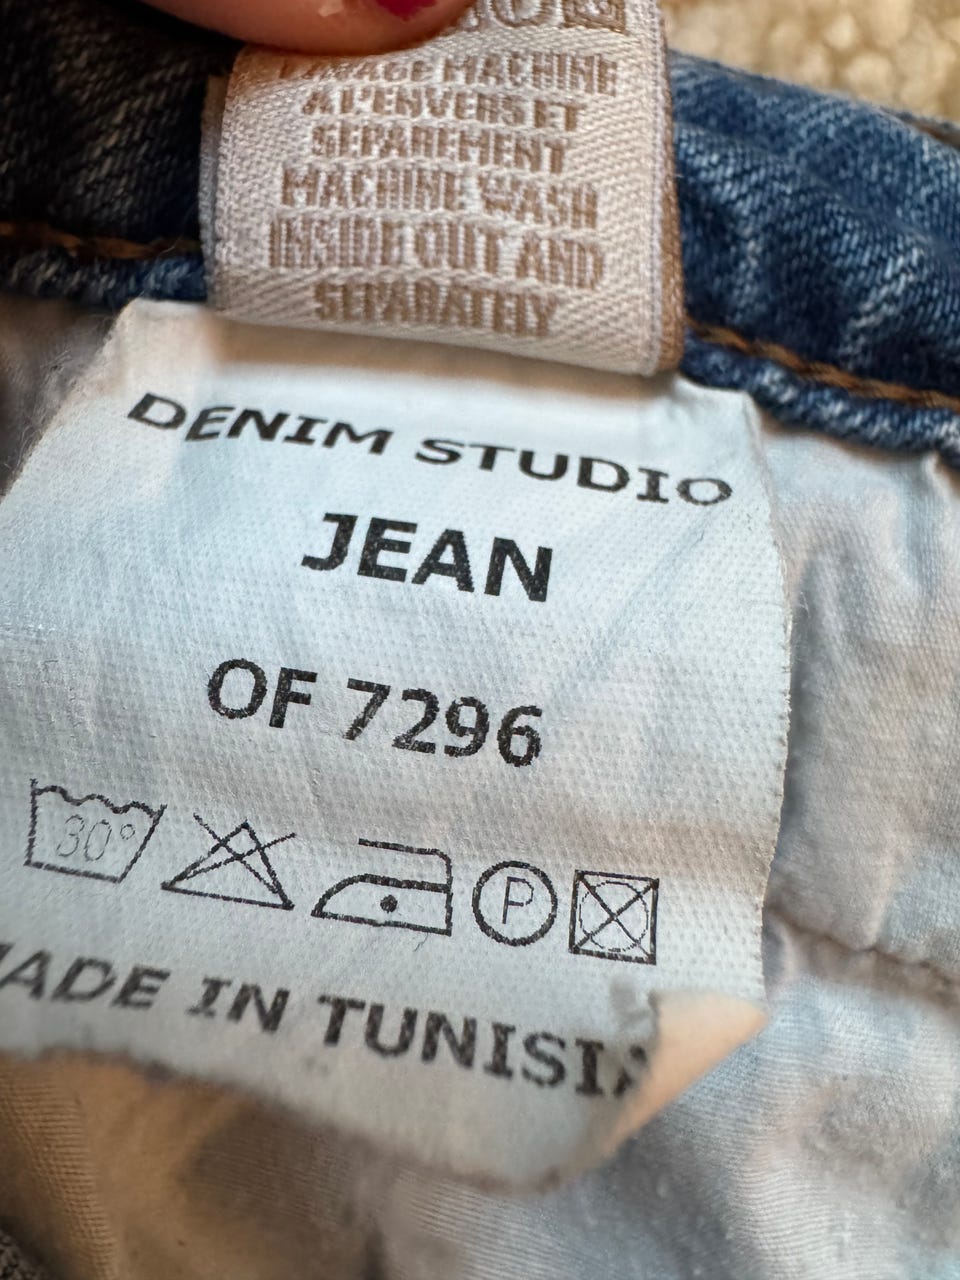 LAVAGE MACHINE
A L'ENVERS ET
SEPAREMENT
MACHINE WASH
INSIDE OUT AND
SEPARATELY
DENIM STUDIO
JEAN
OF 7296
30°
P
MADE IN TUNISIA